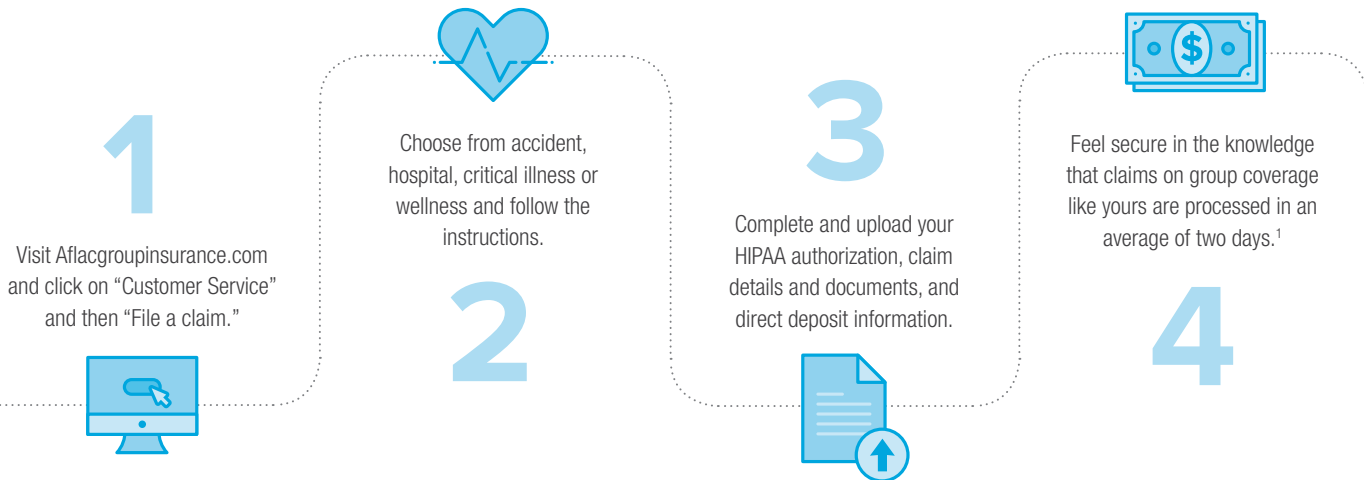 1
Visit Aflacgroupinsurance.com
and click on “Customer Service”
and then “File a claim.”
Choose from accident,
hospital, critical illness or
wellness and follow the
instructions.
2
3
Complete and upload your
HIPAA authorization, claim
details and documents, and
direct deposit information.
$
Feel secure in the knowledge
that claims on group coverage
like yours are processed in an
average of two days.¹
4